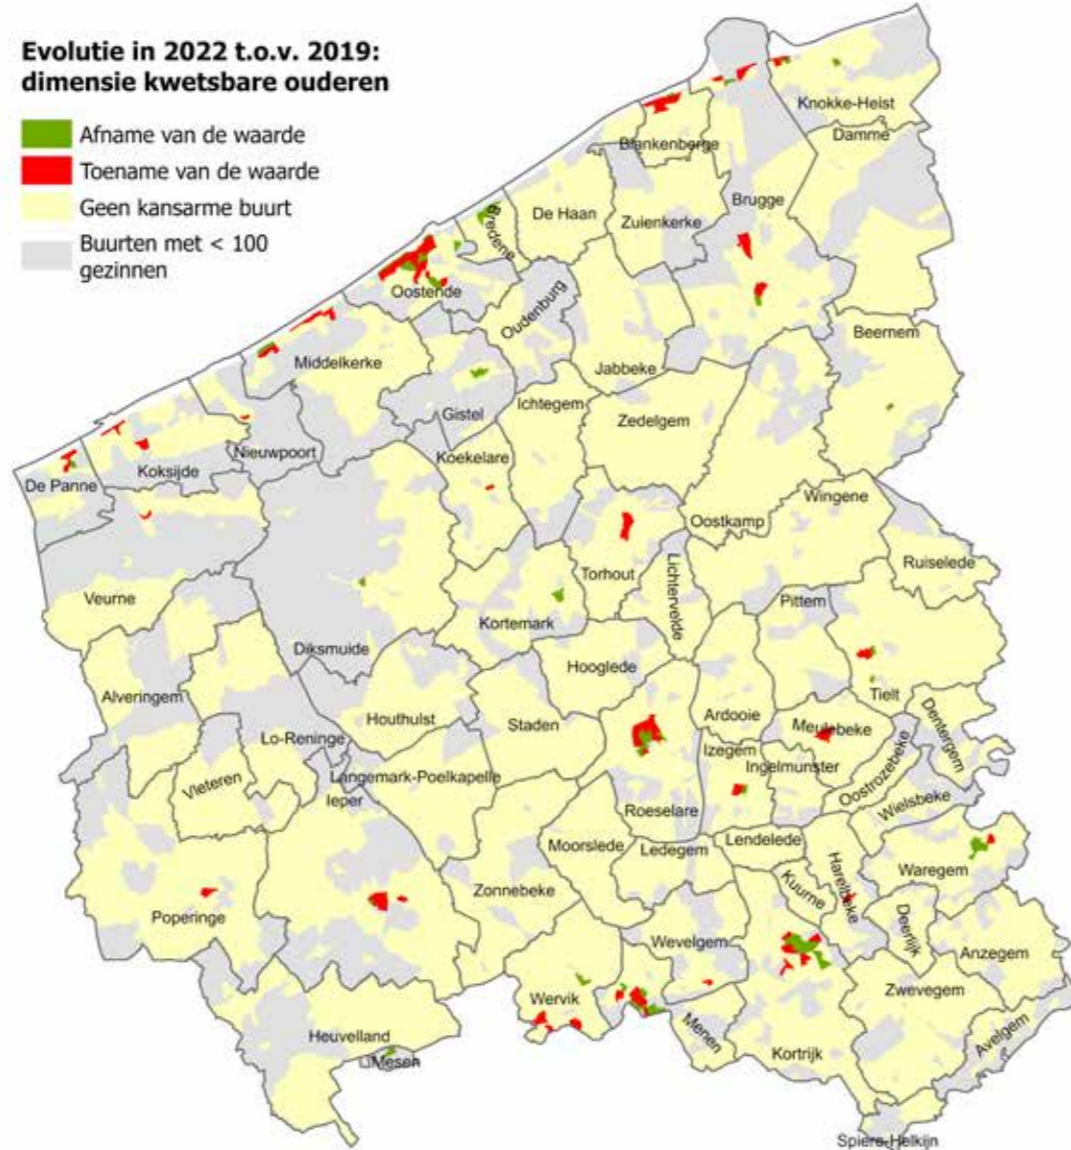 Evolutie in 2022 t.o.v. 2019:
dimensie kwetsbare ouderen
Afname van de waarde
Toename van de waarde
Geen kansarme buurt
Buurten met < 100
gezinnen
Knokke-Heist
Damme
Blankenberge
Brugge
De Haan
Zuienkerke
Bredene
Oostende
Oudenburg
Beernem
Middelkerke
Jabbeke
Ichtegem
Gistel
Zedelgem
Nieuwpoort
Koekelare
Koksijde
De Panne
Wingene
Oostkamp
Ruiselede
Torhout
Lichtervelde
Veurne
Pittem
Kortemark
Diksmuide
Hooglede
Tielt
Alveringem
Ardooie
Houthulst
Staden
Meulebeke
Dentergem
Lo-Reninge
Izegem
Ingelmunster
Oostrozebeke
Langemark-Poelkapelle
Vleteren
Ieper
Wielsbeke
Roeselare
Lendelede
Moorslede
Ledegem
Waregem
Harelbeke
Kuurne
Zonnebeke
Poperinge
Deerlijk
Wevelgem
Anzegem
Zwevegem
Wervik
Menen
Avelgem
Heuvelland
Kortrijk
Mesen
Spiere-Helkijn